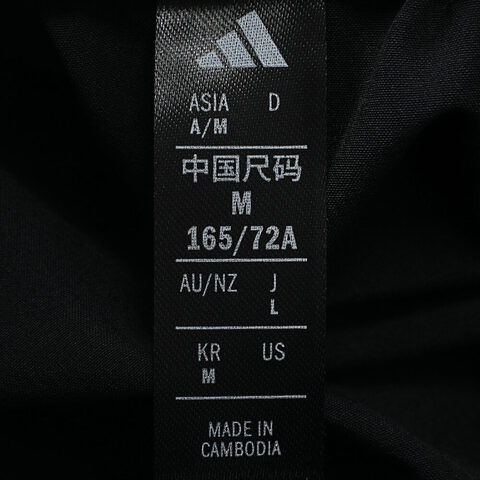 ASIA D
A/M
中国尺码
M
165/72A
AU/NZ J
L
KR US
M
MADE IN
CAMBODIA